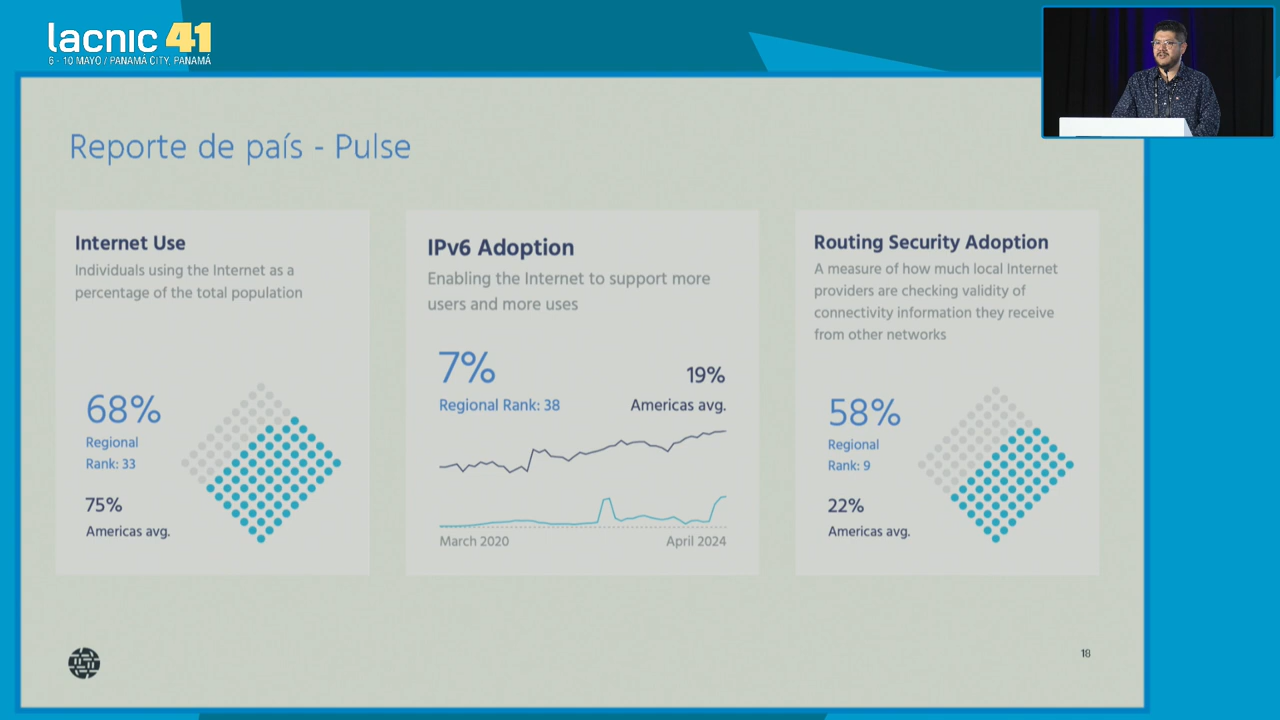 lacnic 41
6 - 10 MAYO / PANAMÁ CITY, PANAMÁ
Reporte de país - Pulse
Internet Use
Individuals using the Internet as a
percentage of the total population
68%
Regional
Rank: 33
75%
Americas avg.
IPv6 Adoption
Enabling the Internet to support more
users and more uses
7%
Regional Rank: 38
19%
Americas avg.
March 2020
April 2024
Routing Security Adoption
A measure of how much local Internet
providers are checking validity of
connectivity information they receive
from other networks
58%
Regional
Rank: 9
22%
Americas avg.
18